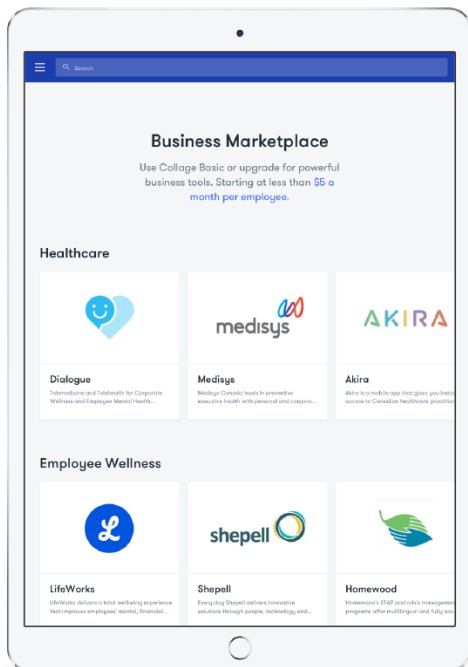 Search
Business Marketplace
Use Collage Basic or upgrade for powerful
business tools. Starting at less than $5 a
month per employee.
Healthcare
medisys
AKIRA
Dialogue
Telemedicine and Telehealth for Corporate
Wellness and Employee Mental Health...
Medisys
Medisys Canada leads in preventive
executive health with personal and corpora...
Akira
Akira is a mobile app that gives you insta
access to Canadian healthcare practition
Employee Wellness
L
shepell
LifeWorks
LifeWorks delivers a total wellbeing experience
that improves employees' mental, financial...
Shepell
Every day Shepell delivers innovative
solutions through people, technology and...
Homewood
Homewood's EFAP and crisis managemen
programs offer multilingual and fully acc